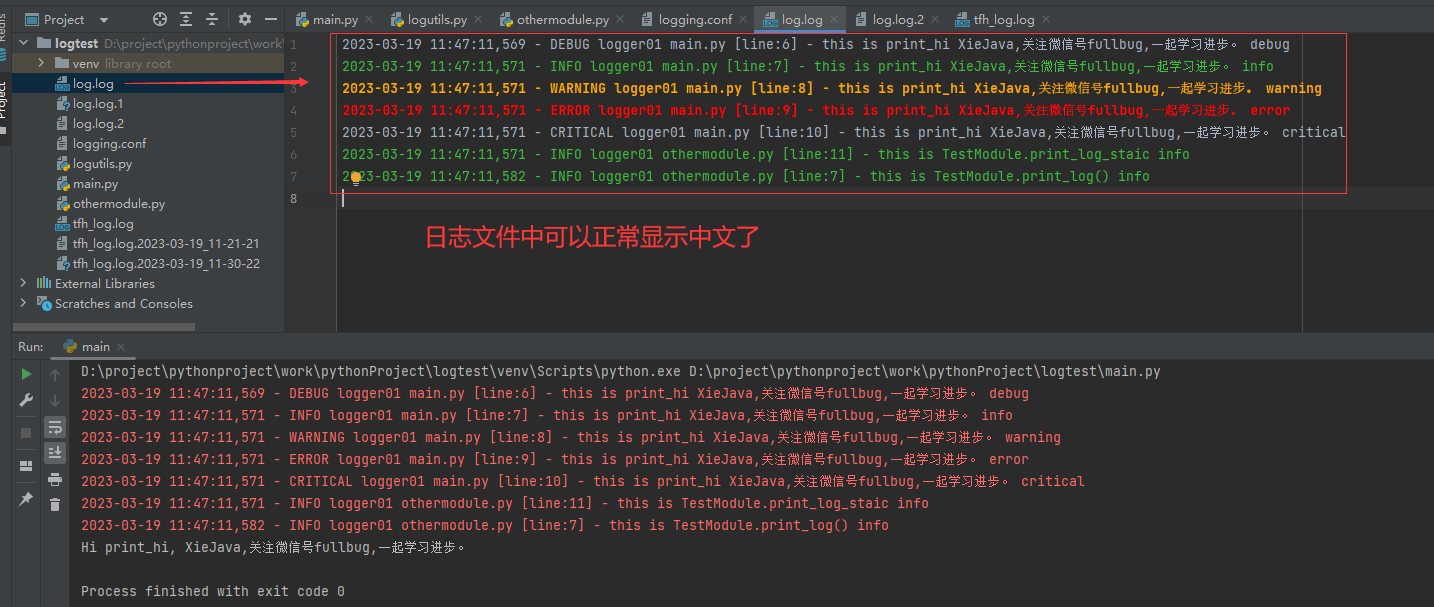 Project
main.py
logutils.py
othermodule.py
logging.conf
log.log
log.log.2
tfh_log.log
logtest D:\project\pythonproject\work\
venv library root
log.log
log.log.1
log.log.2
logging.conf
logutils.py
main.py
othermodule.py
tfh_log.log
tfh_log.log.2023-03-19_11-21-21
tfh_log.log.2023-03-19_11-30-22
External Libraries
Scratches and Consoles
Redis
Project
1 2023-03-19 11:47:11,569 - DEBUG logger01 main.py [line:6] - this is print_hi XieJava,关注微信号fullbug,一起学习进步。 debug
2 2023-03-19 11:47:11,571 - INFO logger01 main.py [line:7] - this is print_hi XieJava,关注微信号fullbug,一起学习进步。 info
3 2023-03-19 11:47:11,571 - WARNING logger01 main.py [line:8] - this is print_hi XieJava,关注微信号fullbug,一起学习进步。 warning
4 2023-03-19 11:47:11,571 - ERROR logger01 main.py [line:9] - this is print_hi XieJava,关注微信号fullbug,一起学习进步。 error
5 2023-03-19 11:47:11,571 - CRITICAL logger01 main.py [line:10] - this is print_hi XieJava,关注微信号fullbug,一起学习进步。 critical
6 2023-03-19 11:47:11,571 - INFO logger01 othermodule.py [line:11] - this is TestModule.print_log_staic info
7 2023-03-19 11:47:11,582 - INFO logger01 othermodule.py [line:7] - this is TestModule.print_log() info
8
日志文件中可以正常显示中文了
Run: main
D:\project\pythonproject\work\pythonProject\logtest\venv\Scripts\python.exe D:\project\pythonproject\work\pythonProject\logtest\main.py
2023-03-19 11:47:11,569 - DEBUG logger01 main.py [line:6] - this is print_hi XieJava,关注微信号fullbug,一起学习进步。 debug
2023-03-19 11:47:11,571 - INFO logger01 main.py [line:7] - this is print_hi XieJava,关注微信号fullbug,一起学习进步。 info
2023-03-19 11:47:11,571 - WARNING logger01 main.py [line:8] - this is print_hi XieJava,关注微信号fullbug,一起学习进步。 warning
2023-03-19 11:47:11,571 - ERROR logger01 main.py [line:9] - this is print_hi XieJava,关注微信号fullbug,一起学习进步。 error
2023-03-19 11:47:11,571 - CRITICAL logger01 main.py [line:10] - this is print_hi XieJava,关注微信号fullbug,一起学习进步。 critical
2023-03-19 11:47:11,571 - INFO logger01 othermodule.py [line:11] - this is TestModule.print_log_staic info
2023-03-19 11:47:11,582 - INFO logger01 othermodule.py [line:7] - this is TestModule.print_log() info
Hi print_hi, XieJava,关注微信号fullbug,一起学习进步。
Process finished with exit code 0